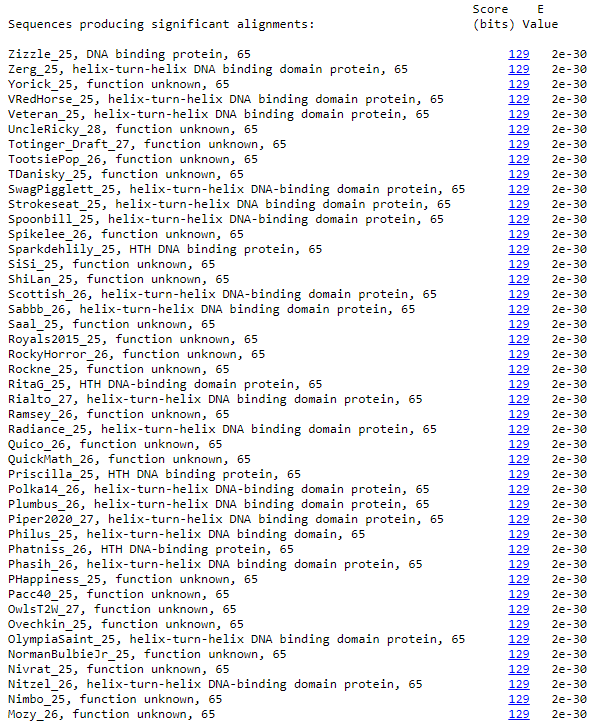 Score E
Sequences producing significant alignments: (bits) Value
Zizzle_25, DNA binding protein, 65 129 2e-30
Zerg_25, helix-turn-helix DNA binding domain protein, 65 129 2e-30
Yorick_25, function unknown, 65 129 2e-30
VRedHorse_25, helix-turn-helix DNA binding domain protein, 65 129 2e-30
Veteran_25, helix-turn-helix DNA binding domain protein, 65 129 2e-30
UncleRicky_28, function unknown, 65 129 2e-30
Totinger_Draft_27, function unknown, 65 129 2e-30
TootsiePop_26, function unknown, 65 129 2e-30
TDanisky_25, function unknown, 65 129 2e-30
SwagPigglett_25, helix-turn-helix DNA-binding domain protein, 65 129 2e-30
Strokeseat_25, helix-turn-helix DNA binding domain protein, 65 129 2e-30
Spoonbill_25, helix-turn-helix DNA-binding domain protein, 65 129 2e-30
Spikelee_26, function unknown, 65 129 2e-30
Sparkdehlily_25, HTH DNA binding protein, 65 129 2e-30
SiSi_25, function unknown, 65 129 2e-30
ShiLan_25, function unknown, 65 129 2e-30
Scottish_26, helix-turn-helix DNA-binding domain protein, 65 129 2e-30
Sabbb_26, helix-turn-helix DNA binding domain protein, 65 129 2e-30
Saal_25, function unknown, 65 129 2e-30
Royals2015_25, function unknown, 65 129 2e-30
RockyHorror_26, function unknown, 65 129 2e-30
Rockne_25, function unknown, 65 129 2e-30
RitaG_25, HTH DNA-binding domain protein, 65 129 2e-30
Rialto_27, helix-turn-helix DNA binding domain protein, 65 129 2e-30
Ramsey_26, function unknown, 65 129 2e-30
Radiance_25, helix-turn-helix DNA binding domain protein, 65 129 2e-30
Quico_26, function unknown, 65 129 2e-30
QuickMath_26, function unknown, 65 129 2e-30
Priscilla_25, HTH DNA binding protein, 65 129 2e-30
Polka14_26, helix-turn-helix DNA-binding domain protein, 65 129 2e-30
Plumbus_26, helix-turn-helix DNA binding domain protein, 65 129 2e-30
Piper2020_27, helix-turn-helix DNA binding domain protein, 65 129 2e-30
Philus_25, helix-turn-helix DNA binding domain, 65 129 2e-30
Phatniss_26, HTH DNA-binding protein, 65 129 2e-30
Phasih_26, helix-turn-helix DNA binding domain protein, 65 129 2e-30
PHappiness_25, function unknown, 65 129 2e-30
Pacc40_25, function unknown, 65 129 2e-30
OwlsT2W_27, function unknown, 65 129 2e-30
Ovechkin_25, function unknown, 65 129 2e-30
OlympiaSaint_25, helix-turn-helix DNA binding domain protein, 65 129 2e-30
NormanBulbieJr_25, function unknown, 65 129 2e-30
Nivrat_25, function unknown, 65 129 2e-30
Nitzel_26, helix-turn-helix DNA-binding domain protein, 65 129 2e-30
Nimbo_25, function unknown, 65 129 2e-30
Mozy_26, function unknown, 65 129 2e-30